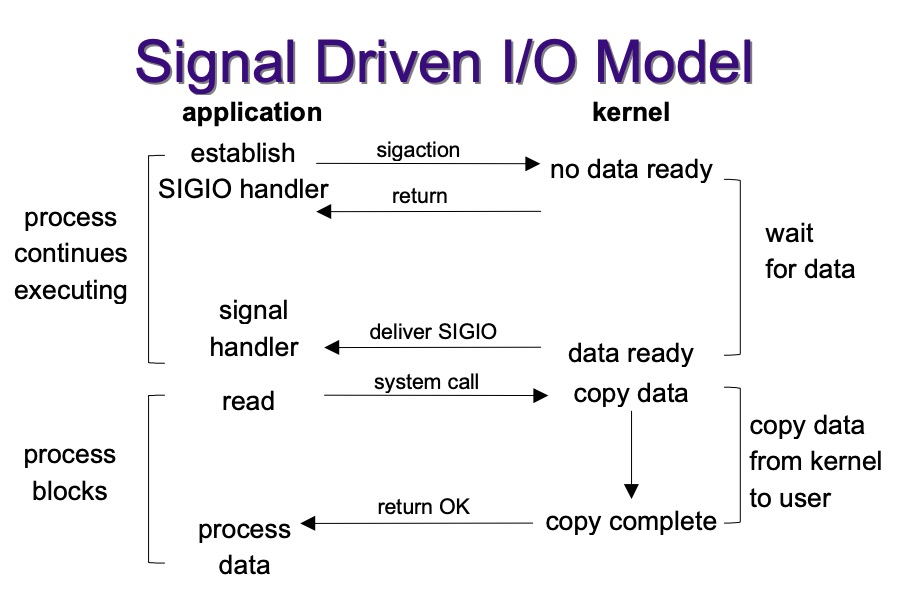 Signal Driven I/O Model
application
kernel
establish
SIGIO handler
sigaction
no data ready
return
process
continues
executing
wait
for data
signal
handler
deliver SIGIO
data ready
read
system call
copy data
process
blocks
copy data
from kernel
to user
process
data
return OK
copy complete